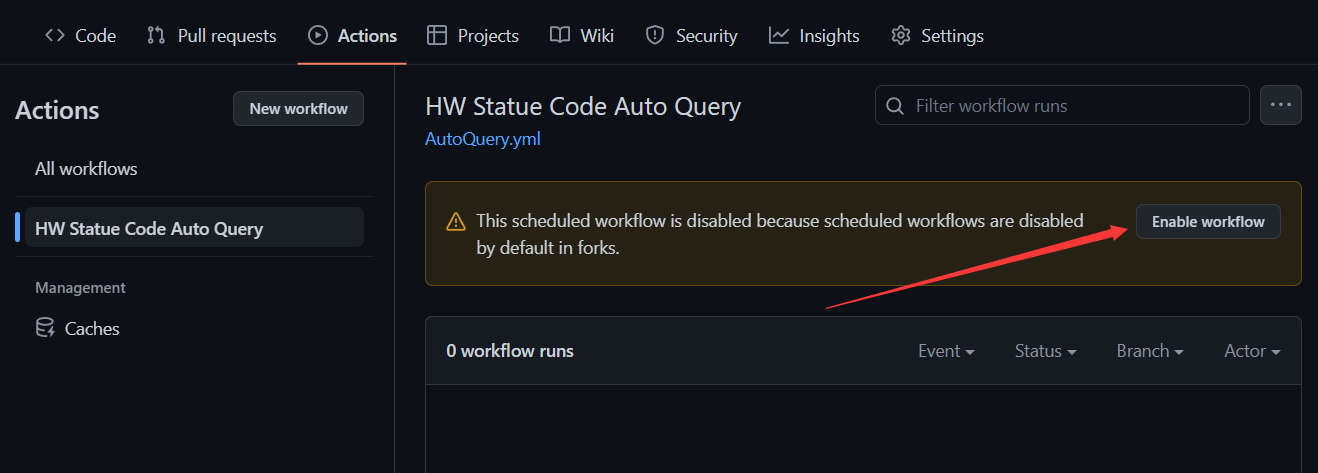 Code Pull requests Actions Projects Wiki Security Insights Settings
Actions
New workflow
All workflows
HW Statue Code Auto Query
Management
Caches
HW Statue Code Auto Query
AutoQuery.yml
Filter workflow runs
This scheduled workflow is disabled because scheduled workflows are disabled
by default in forks.
Enable workflow
0 workflow runs
Event Status Branch Actor